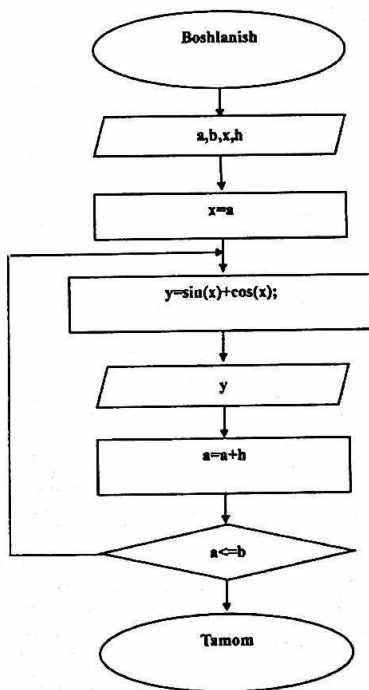 Boshlanish
a,b,x,h
x=a
y=sin(x)+cos(x);
y
a=a+h
a<=b
Tamom